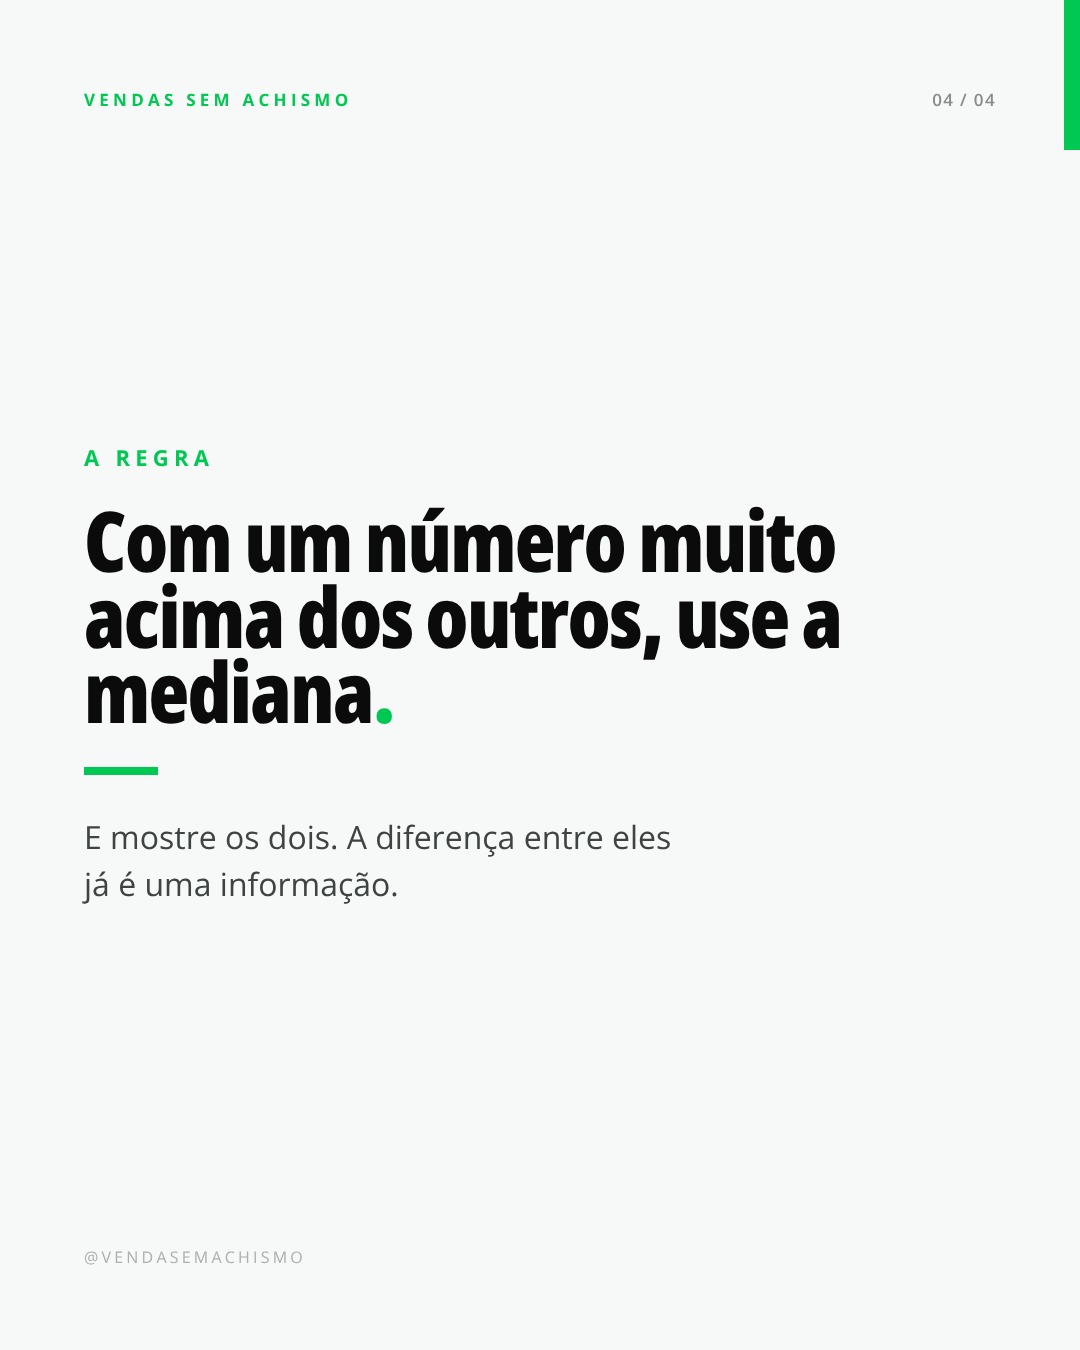 VENDAS SEM ACHISMO
04 / 04
A REGRA
Com um número muito
acima dos outros, use a
mediana.
E mostre os dois. A diferença entre eles
já é uma informação.
@VENDASEMACHISMO